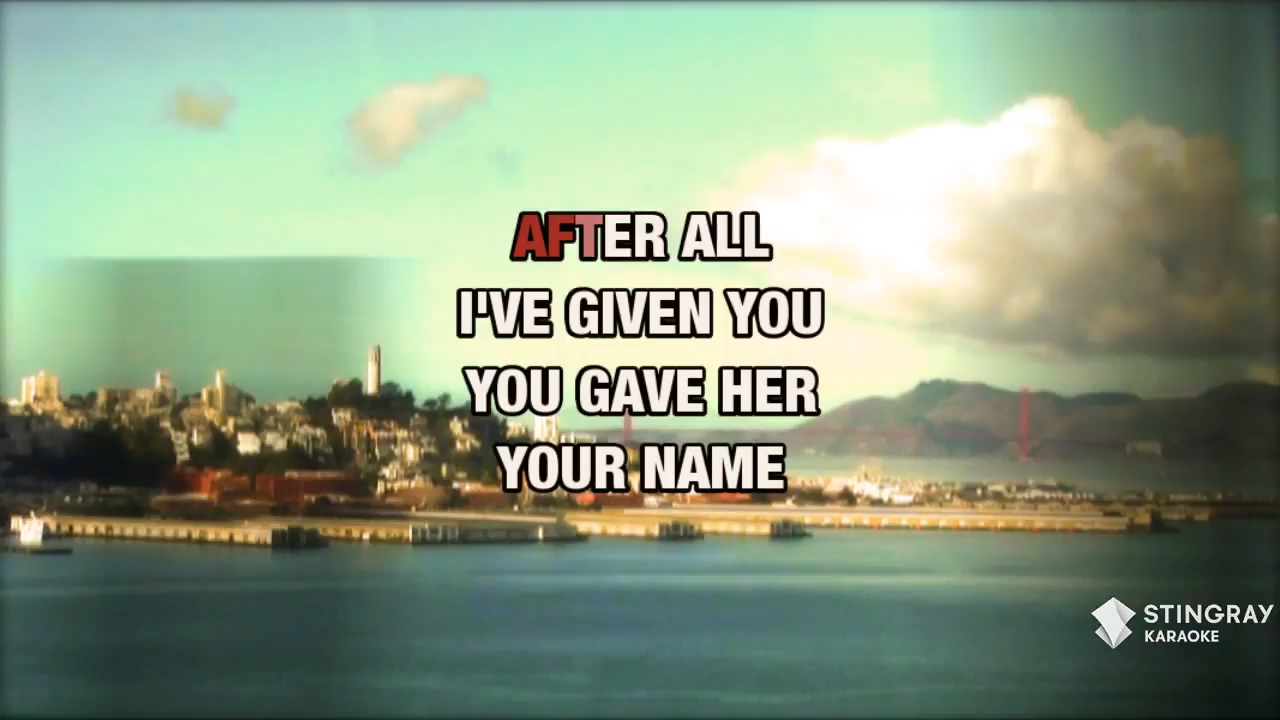 AFTER ALL
I'VE GIVEN YOU
YOU GAVE HER
YOUR NAME
STINGRAY
KARAOKE